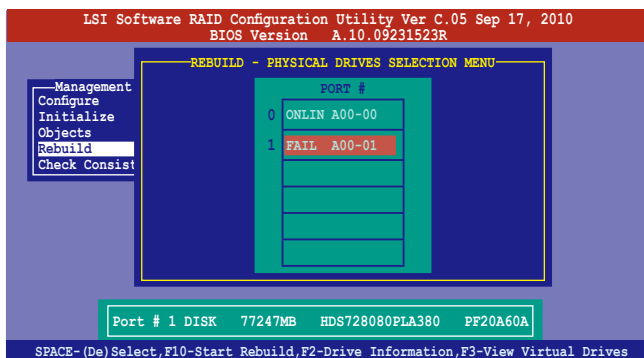 LSI Software RAID Configuration Utility Ver C.05 Sep 17, 2010
BIOS Version A.10.09231523R
REBUILD - PHYSICAL DRIVES SELECTION MENU
Management
Configure
Initialize
Objects
Rebuild
Check Consist
PORT #
0 ONLIN A00-00
1 FAIL A00-01
Port # 1 DISK 77247MB HDS728080PLA380 PF20A60A
SPACE-(De)Select,F10-Start Rebuild,F2-Drive Information,F3-View Virtual Drives